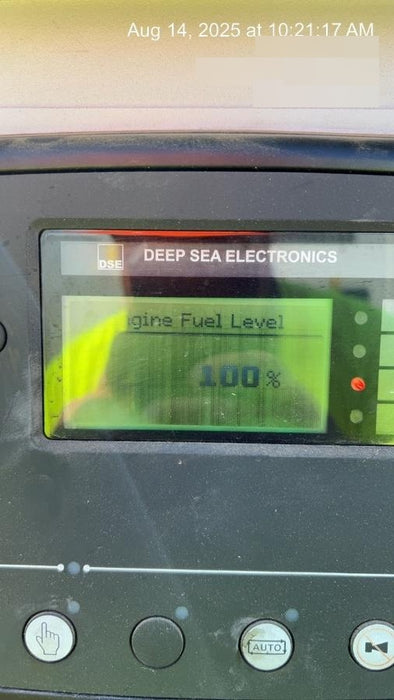 Aug 14, 2025 at 10:21:17 AM
DSE DEEP SEA ELECTRONICS
gine Fuel Level
100 %
AUTO